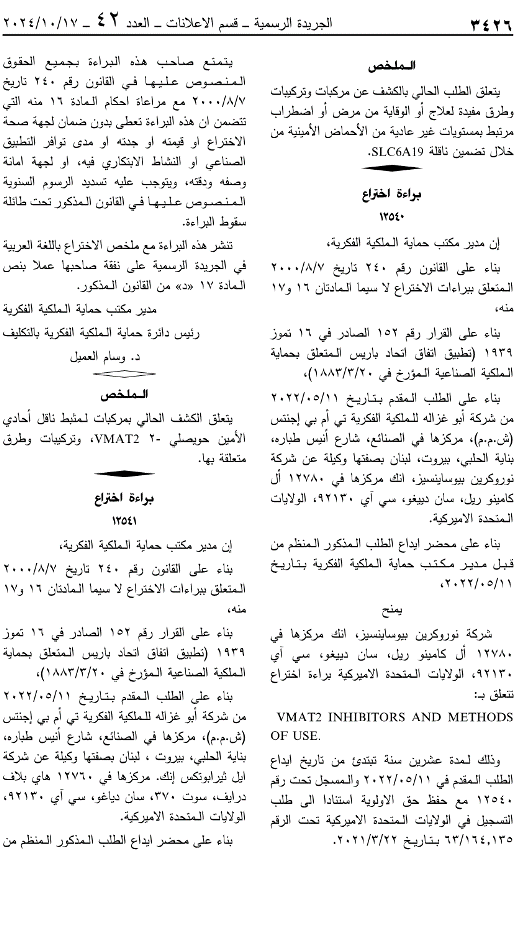 ٣٤٢٦
الجريدة الرسمية ــ قسم الاعلانات ــ العدد ٤٢ ــ ٢٠٢٤/١٠/١٧
الملخص
يتعلق الطلب الحالي بالكشف عن مركبات وتركيبات
وطرق مفيدة لعلاج أو الوقاية من مرض أو اضطراب
مرتبط بمستويات غير عادية من الأحماض الأمينية من
خلال تضمين ناقلة SLC6A19.
براءة اختراع
١٢٥٤٠
إن مدير مكتب حماية الملكية الفكرية،
بناء على القانون رقم ٢٤٠ تاريخ ٢٠٠٠/٨/٧
المتعلق ببراءات الاختراع لا سيما المادتان ١٦ و١٧
منه،
بناء على القرار رقم ١٥٢ الصادر في ١٦ تموز
١٩٣٩ (تطبيق اتفاق اتحاد باريس المتعلق بحماية
الملكية الصناعية المؤرخ في ١٨٨٣/٣/٢٠)،
بناء على الطلب المقدم بتاريخ ٢٠٢٢/٠٥/١١
من شركة أبو غزاله للملكية الفكرية تي أم بي إجنتس
(ش.م.م)، مركزها في الصنائع، شارع أنيس طباره،
بناية الحلبي، بيروت، لبنان بصفتها وكيلة عن شركة
نوروكرين بيوساينسيز، انك مركزها في ١٢٧٨٠ أل
كامينو ريل، سان دييغو، سي آي ٩٢١٣٠، الولايات
المتحدة الاميركية.
بناء على محضر ايداع الطلب المذكور المنظم من
قبل مدير مكتب حماية الملكية الفكرية بتاريخ
٢٠٢٢/٠٥/١١،
يمنح
شركة نوروكرين بيوساينسيز، انك مركزها في
١٢٧٨٠ أل كامينو ريل، سان دييغو، سي آي
٩٢١٣٠، الولايات المتحدة الاميركية براءة اختراع
تتعلق بـ:
VMAT2 INHIBITORS AND METHODS
OF USE.
وذلك لمدة عشرين سنة تبتدئ من تاريخ ايداع
الطلب المقدم في ٢٠٢٢/٠٥/١١ والمسجل تحت رقم
١٢٥٤٠ مع حفظ حق الاولوية استنادا الى طلب
التسجيل في الولايات المتحدة الاميركية تحت الرقم
٦٣/١٦٤,١٣٥ بتاريخ ٢٠٢١/٣/٢٢.
يتمتع صاحب هذه البراءة بجميع الحقوق
المنصوص عليها في القانون رقم ٢٤٠ تاريخ
٢٠٠٠/٨/٧ مع مراعاة احكام المادة ١٦ منه التي
تتضمن ان هذه البراءة تعطى بدون ضمان لجهة صحة
الاختراع او قيمته او جدته او مدى توافر التطبيق
الصناعي او النشاط الابتكاري فيه، او لجهة امانة
وصفه ودقته، ويتوجب عليه تسديد الرسوم السنوية
المنصوص عليها في القانون المذكور تحت طائلة
سقوط البراءة.
تنشر هذه البراءة مع ملخص الاختراع باللغة العربية
في الجريدة الرسمية على نفقة صاحبها عملا بنص
المادة ١٧ «د» من القانون المذكور.
مدير مكتب حماية الملكية الفكرية
رئيس دائرة حماية الملكية الفكرية بالتكليف
د. وسام العميل
الملخص
يتعلق الكشف الحالي بمركبات لمثبط ناقل أحادي
الأمين حويصلي -٢ VMAT2، وتركيبات وطرق
متعلقة بها.
براءة اختراع
١٢٥٤١
إن مدير مكتب حماية الملكية الفكرية،
بناء على القانون رقم ٢٤٠ تاريخ ٢٠٠٠/٨/٧
المتعلق ببراءات الاختراع لا سيما المادتان ١٦ و١٧
منه،
بناء على القرار رقم ١٥٢ الصادر في ١٦ تموز
١٩٣٩ (تطبيق اتفاق اتحاد باريس المتعلق بحماية
الملكية الصناعية المؤرخ في ١٨٨٣/٣/٢٠)،
بناء على الطلب المقدم بتاريخ ٢٠٢٢/٠٥/١١
من شركة أبو غزاله للملكية الفكرية تي أم بي إجنتس
(ش.م.م)، مركزها في الصنائع، شارع أنيس طباره،
بناية الحلبي، بيروت ، لبنان بصفتها وكيلة عن شركة
ايل ثيرابوتكس إنك. مركزها في ١٢٧٦٠ هاي بلاف
درايف، سوت ٣٧٠، سان دياغو، سي آي ٩٢١٣٠،
الولايات المتحدة الاميركية.
بناء على محضر ايداع الطلب المذكور المنظم من